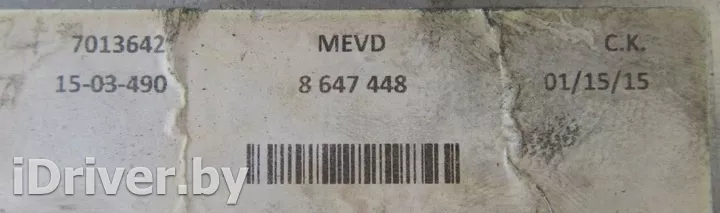 7013642 MEVD C.K.
15-03-490 8 647 448 01/15/15
iDriver.by